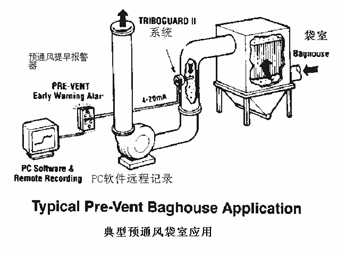 TRIBOGUARD II
系统
袋室
Baghouse
预通风提早报警
器
PRE-VENT
Early Warning Alar
4-20mA
PC Software &
Remote Recording
PC软件远程记录
Typical Pre-Vent Baghouse Application
典型预通风袋室应用